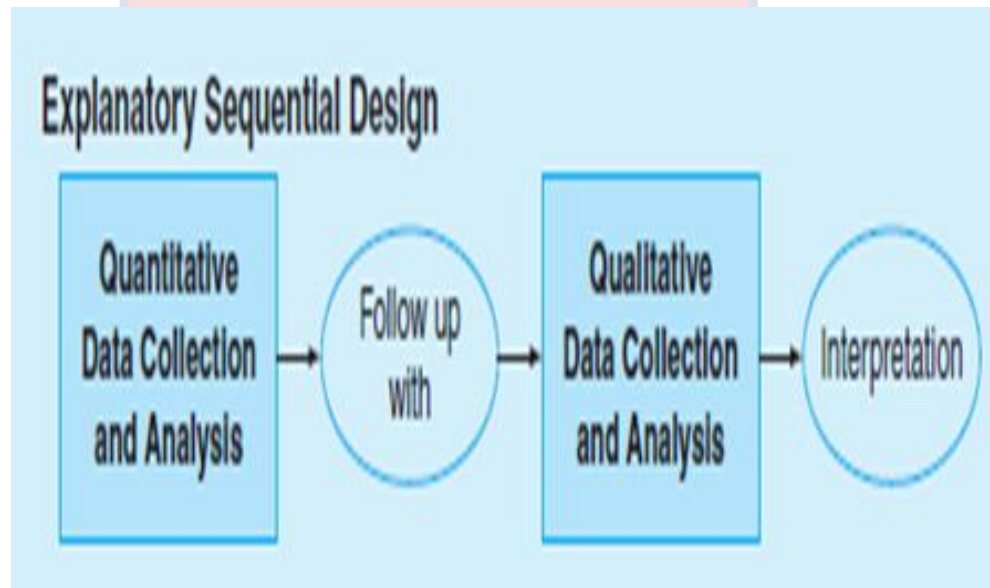 Explanatory Sequential Design
Quantitative
Data Collection
and Analysis
Follow up
with
Qualitative
Data Collection
and Analysis
Interpretation